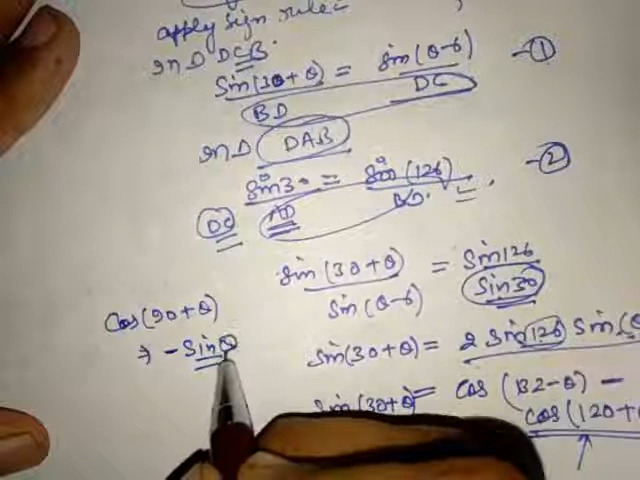 apply sign rule =
In Δ DCB.
Sin(30+θ) / BD = Sin(θ-6) / DC - ①
In Δ DAB
Sin30 / AD = Sin(126) / BD. - ②
DC
Sin(30+θ) / Sin(θ-6) = Sin126 / Sin30
Cos(90+θ)
⇒ -Sinθ
Sin(30+θ) = 2 Sin126 Sin(
Sin(30+θ) = Cos(132-θ) -
Cos(120+